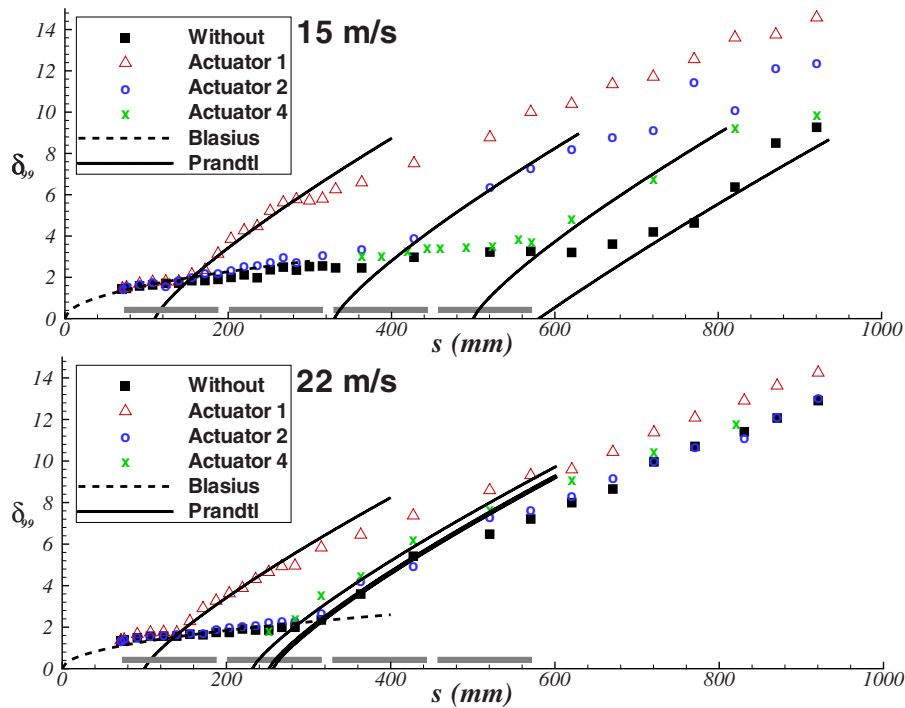 15 m/s
Without
Actuator 1
Actuator 2
Actuator 4
Blasius
Prandtl
δ99
14
12
10
8
6
4
2
0
0 200 400 600 800 1000
s (mm)
22 m/s
Without
Actuator 1
Actuator 2
Actuator 4
Blasius
Prandtl
δ99
14
12
10
8
6
4
2
0
0 200 400 600 800 1000
s (mm)